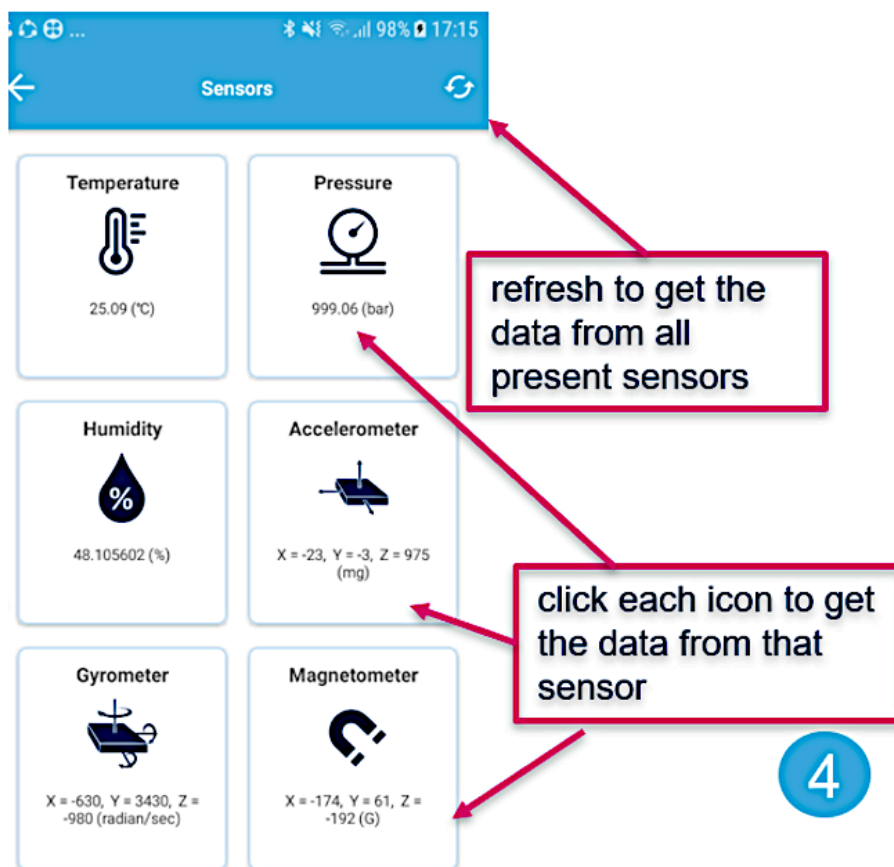 ... 98% 17:15
Sensors
Temperature
25.09 (°C)
Pressure
999.06 (bar)
refresh to get the
data from all
present sensors
Humidity
%
48.105602 (%)
Accelerometer
X = -23, Y = -3, Z = 975
(mg)
click each icon to get
the data from that
sensor
Gyrometer
X = -630, Y = 3430, Z =
-980 (radian/sec)
Magnetometer
X = -174, Y = 61, Z =
-192 (G)
4